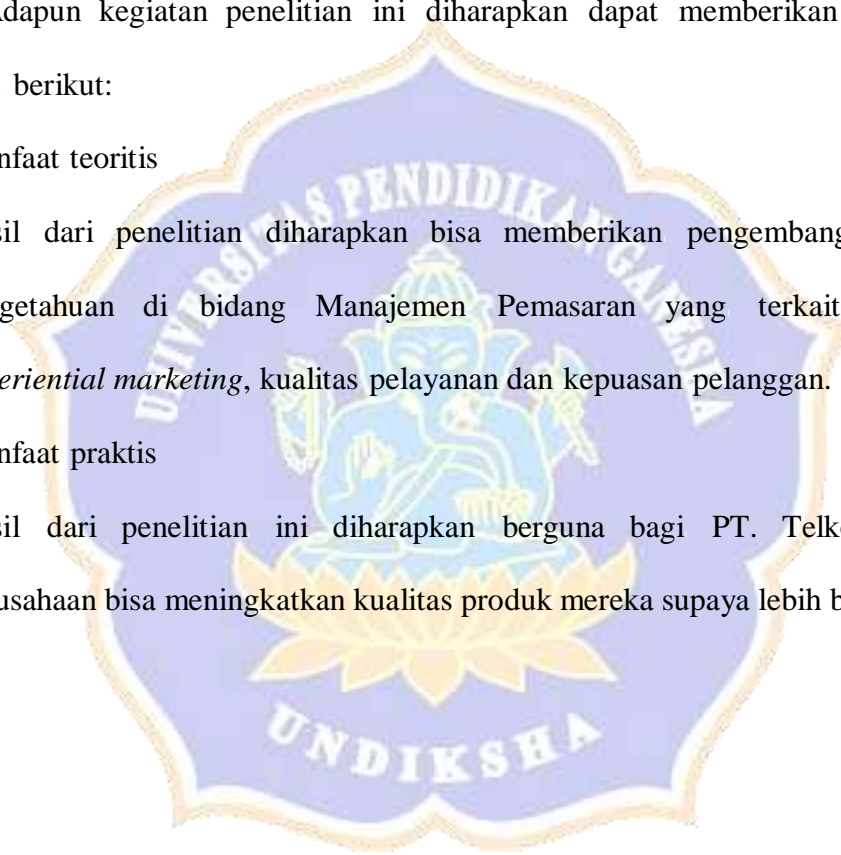 Adapun kegiatan penelitian ini diharapkan dapat memberikan
berikut:
nfaat teoritis
sil dari penelitian diharapkan bisa memberikan pengembang
getahuan di bidang Manajemen Pemasaran yang terkait
eriential marketing, kualitas pelayanan dan kepuasan pelanggan.
nfaat praktis
sil dari penelitian ini diharapkan berguna bagi PT. Telk
usahaan bisa meningkatkan kualitas produk mereka supaya lebih b
UNIVERSITAS PENDIDIKAN GANESHA
UNDIKSHA